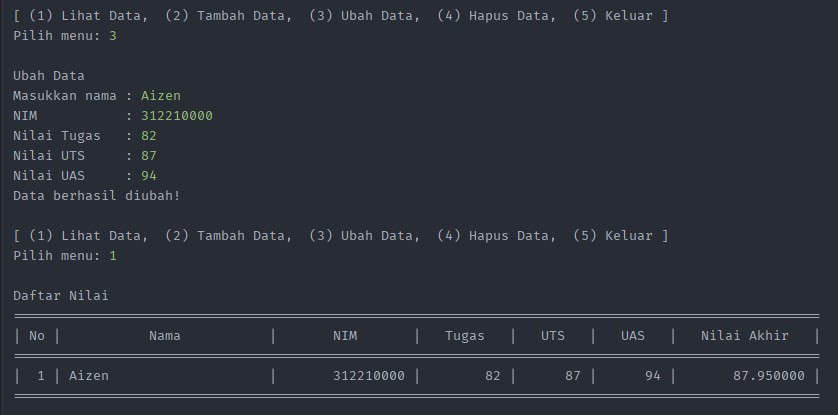 [ (1) Lihat Data,  (2) Tambah Data,  (3) Ubah Data,  (4) Hapus Data,  (5) Keluar ]
Pilih menu: 3
Ubah Data
Masukkan nama : Aizen
NIM           : 312210000
Nilai Tugas   : 82
Nilai UTS     : 87
Nilai UAS     : 94
Data berhasil diubah!
[ (1) Lihat Data,  (2) Tambah Data,  (3) Ubah Data,  (4) Hapus Data,  (5) Keluar ]
Pilih menu: 1
Daftar Nilai
| No |           Nama           |       NIM       |   Tugas   |   UTS   |   UAS   |   Nilai Akhir   |
|  1 | Aizen                    |       312210000 |        82 |      87 |      94 |       87.950000 |